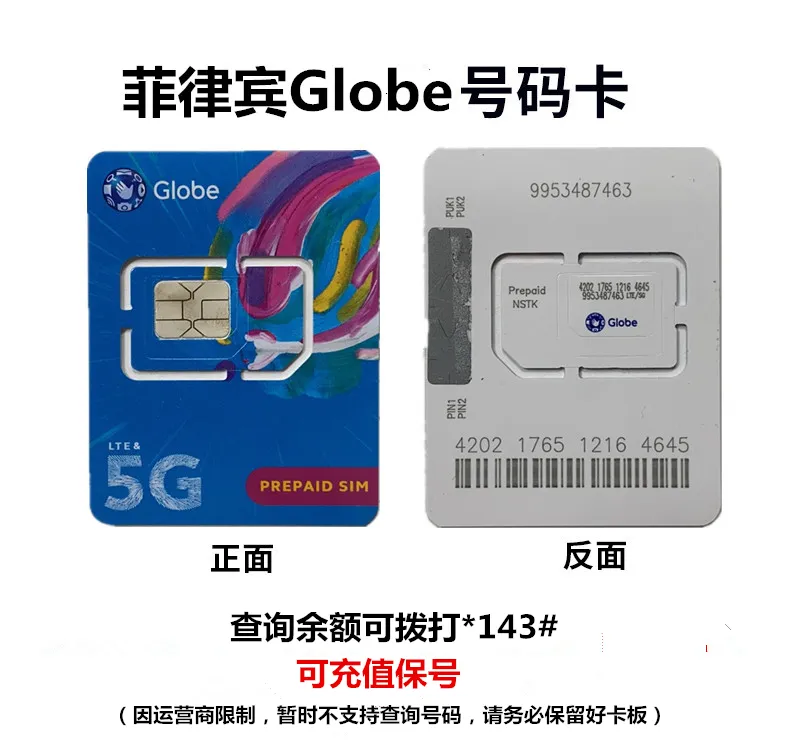 菲律宾Globe号码卡
Globe
LTE &
5G
PREPAID SIM
9953487463
PUK1
PUK2
Prepaid
NSTK
4202 1765 1216 4645
9953487463 LTE/5G
Globe
PIN1
PIN2
4202 1765 1216 4645
正面
反面
查询余额可拨打*143#
可充值保号
（因运营商限制，暂时不支持查询号码，请务必保留好卡板）